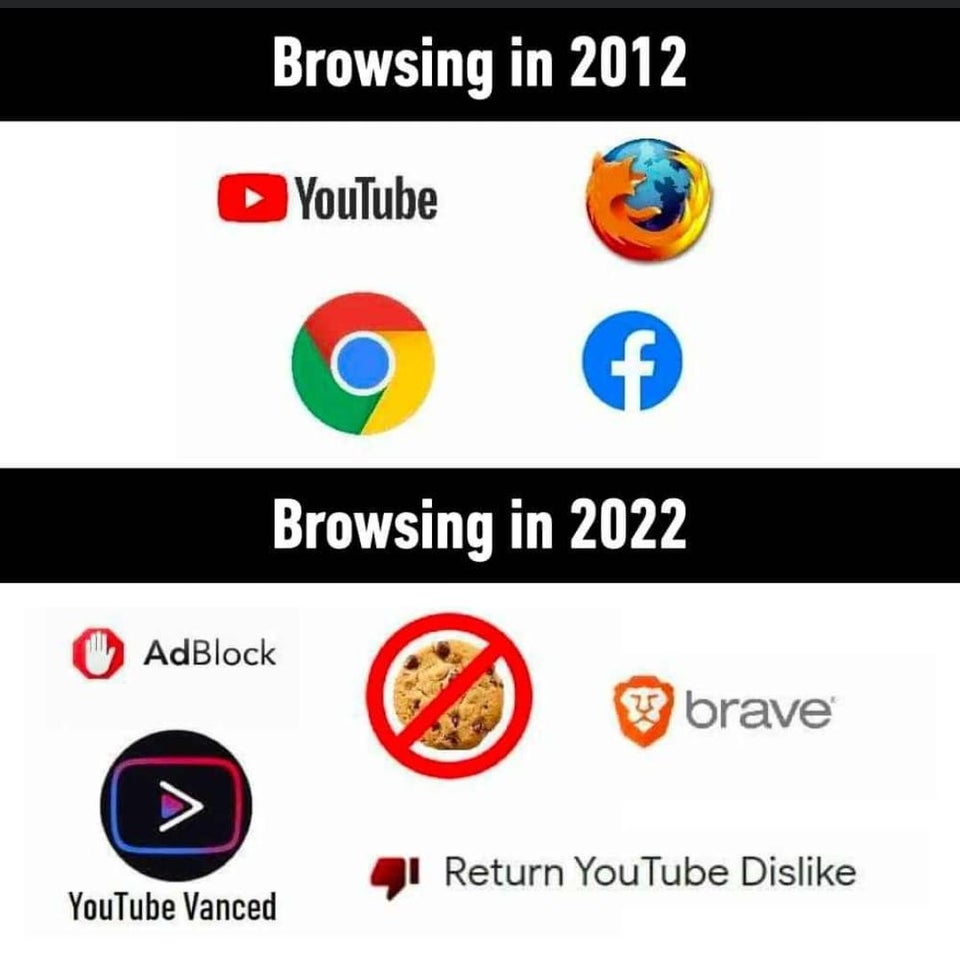 Browsing in 2012
YouTube
f
Browsing in 2022
AdBlock
brave
YouTube Vanced
Return YouTube Dislike